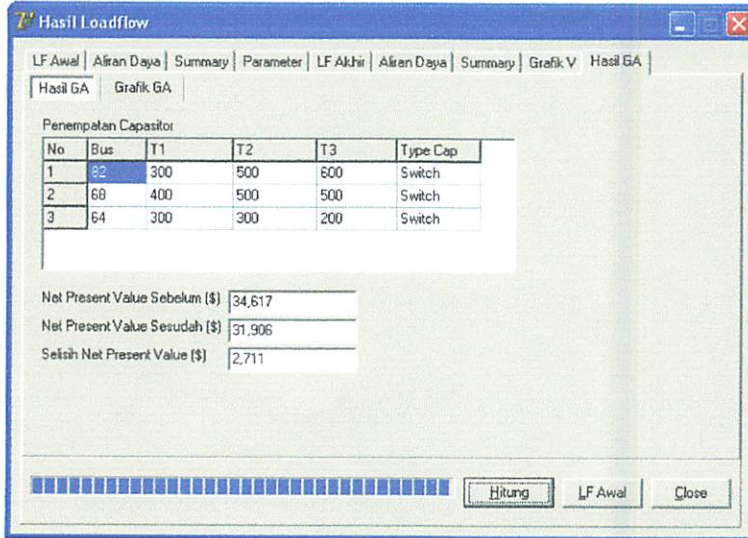 Hasil Loadflow
LF Awal Aliran Daya Summary Parameter LF Akhir Aliran Daya Summary Grafik V Hasil GA
Hasil GA Grafik GA
Penempatan Capasitor
No Bus T1 T2 T3 Type Cap
1 82 300 500 600 Switch
2 68 400 500 500 Switch
3 64 300 300 200 Switch
Net Present Value Sebelum ($) 34,617
Net Present Value Sesudah ($) 31,906
Selisih Net Present Value ($) 2,711
Hitung LF Awal Close